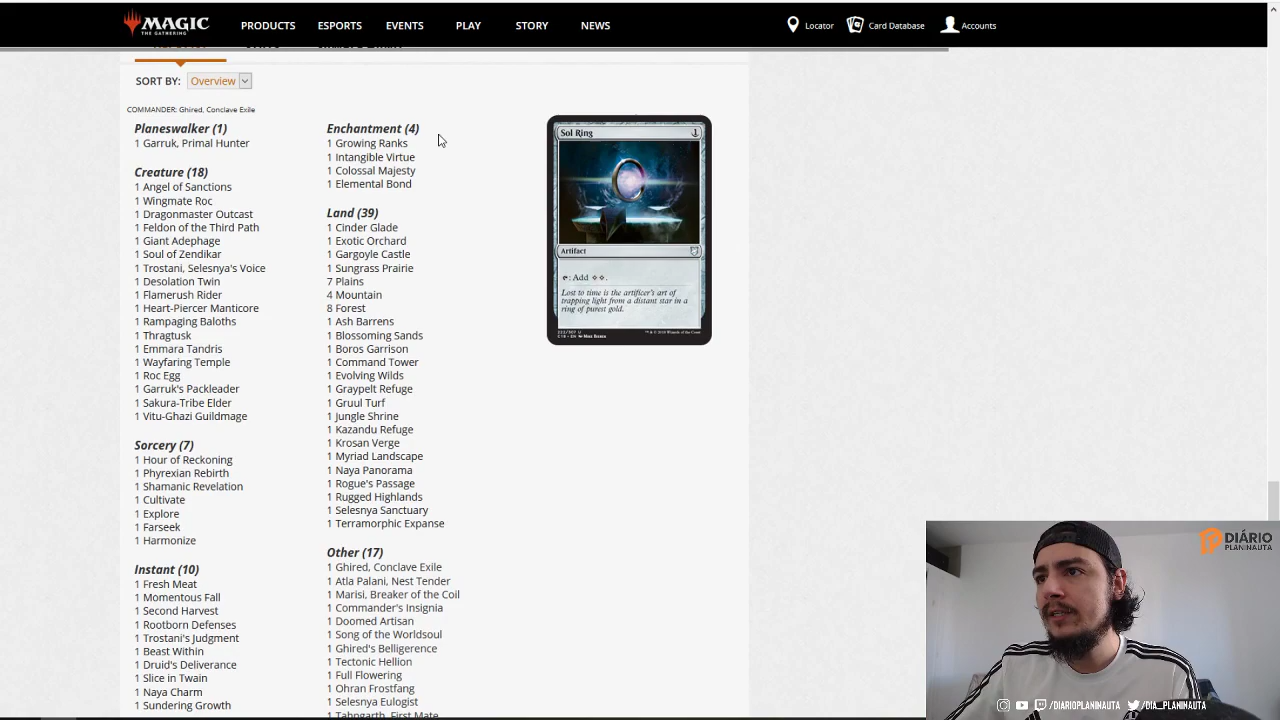 MAGIC
THE GATHERING
PRODUCTS
ESPORTS
EVENTS
PLAY
STORY
NEWS
Locator
Card Database
Accounts
SORT BY:
Overview
COMMANDER: Ghired, Conclave Exile
Planeswalker (1)
1 Garruk, Primal Hunter
Creature (18)
1 Angel of Sanctions
1 Wingmate Roc
1 Dragonmaster Outcast
1 Feldon of the Third Path
1 Giant Adephage
1 Soul of Zendikar
1 Trostani, Selesnya's Voice
1 Desolation Twin
1 Flamerush Rider
1 Heart-Piercer Manticore
1 Rampaging Baloths
1 Thragtusk
1 Emmara Tandris
1 Wayfaring Temple
1 Roc Egg
1 Garruk's Packleader
1 Sakura-Tribe Elder
1 Vitu-Ghazi Guildmage
Sorcery (7)
1 Hour of Reckoning
1 Phyrexian Rebirth
1 Shamanic Revelation
1 Cultivate
1 Explore
1 Farseek
1 Harmonize
Instant (10)
1 Fresh Meat
1 Momentous Fall
1 Second Harvest
1 Rootborn Defenses
1 Trostani's Judgment
1 Beast Within
1 Druid's Deliverance
1 Slice in Twain
1 Naya Charm
1 Sundering Growth
Enchantment (4)
1 Growing Ranks
1 Intangible Virtue
1 Colossal Majesty
1 Elemental Bond
Land (39)
1 Cinder Glade
1 Exotic Orchard
1 Gargoyle Castle
1 Sungrass Prairie
7 Plains
4 Mountain
8 Forest
1 Ash Barrens
1 Blossoming Sands
1 Boros Garrison
1 Command Tower
1 Evolving Wilds
1 Graypelt Refuge
1 Gruul Turf
1 Jungle Shrine
1 Kazandu Refuge
1 Krosan Verge
1 Myriad Landscape
1 Naya Panorama
1 Rogue's Passage
1 Rugged Highlands
1 Selesnya Sanctuary
1 Terramorphic Expanse
Other (17)
1 Ghired, Conclave Exile
1 Atla Palani, Nest Tender
1 Marisi, Breaker of the Coil
1 Commander's Insignia
1 Doomed Artisan
1 Song of the Worldsoul
1 Ghired's Belligerence
1 Tectonic Hellion
1 Full Flowering
1 Ohran Frostfang
1 Selesnya Eulogist
1 Tahngarth, First Mate
Sol Ring
1
Artifact
: Add
Lost to time is the artificer's art of
trapping light from a distant star in a
ring of purest gold.
DIÁRIO
PLANINAUTA
/DIARIOPLANINAUTA
/DIA_PLANINAUTA